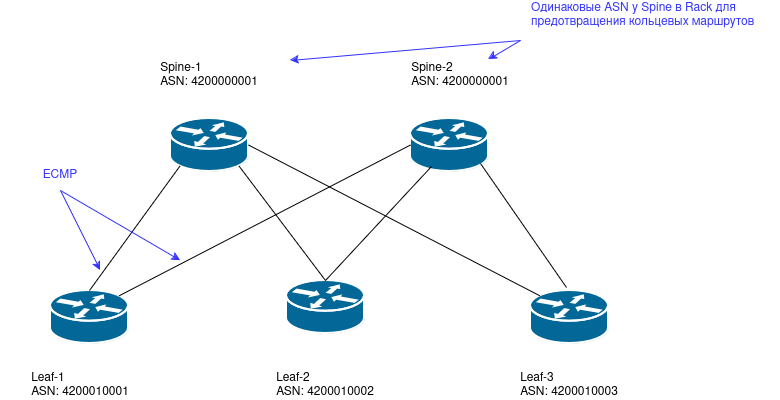 Одинаковые ASN у Spine в Rack для
предотвращения кольцевых маршрутов
Spine-1
ASN: 4200000001
Spine-2
ASN: 4200000001
ECMP
Leaf-1
ASN: 4200010001
Leaf-2
ASN: 4200010002
Leaf-3
ASN: 4200010003